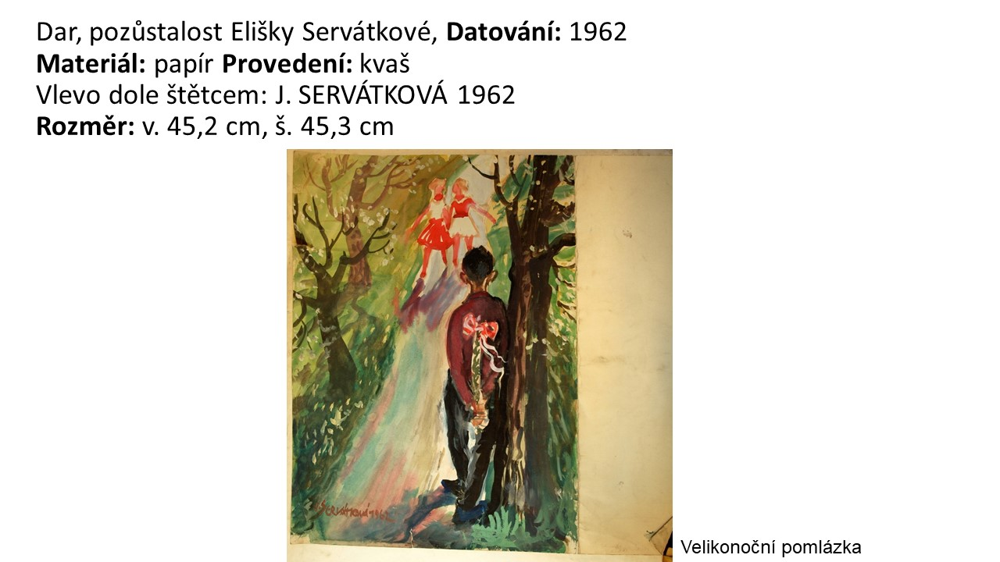 Dar, pozůstalost Elišky Servátkové, Datování: 1962
Materiál: papír Provedení: kvaš
Vlevo dole štětcem: J. SERVÁTKOVÁ 1962
Rozměr: v. 45,2 cm, š. 45,3 cm
SERVÁTKOVÁ 1962
Velikonoční pomlázka